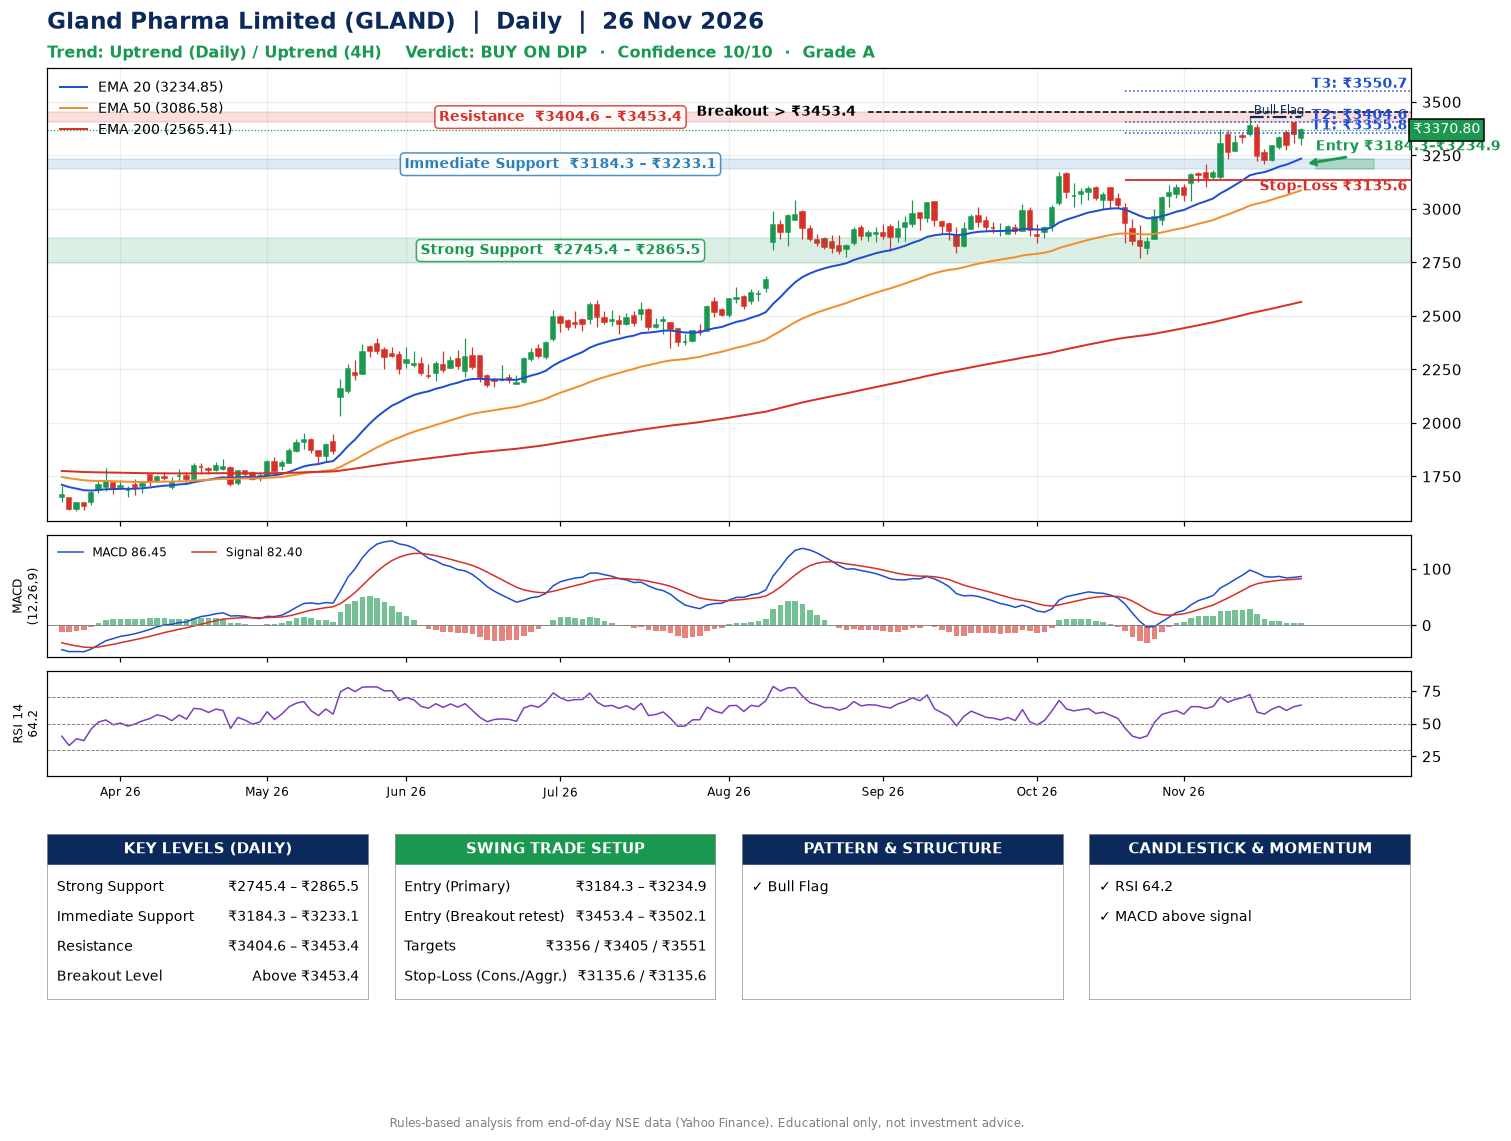 Gland Pharma Limited (GLAND) | Daily | 26 Nov 2026
Trend: Uptrend (Daily) / Uptrend (4H) Verdict: BUY ON DIP · Confidence 10/10 · Grade A
EMA 20 (3234.85)
EMA 50 (3086.58)
EMA 200 (2565.41)
T3: ₹3550.7
Resistance ₹3404.6 – ₹3453.4
Breakout > ₹3453.4
Bull Flag
T2: ₹3404.6
T1: ₹3355.8
₹3370.80
Entry ₹3184.3–₹3234.9
Immediate Support ₹3184.3 – ₹3233.1
Stop-Loss ₹3135.6
Strong Support ₹2745.4 – ₹2865.5
3500
3250
3000
2750
2500
2250
2000
1750
MACD 86.45
Signal 82.40
MACD
(12,26,9)
100
0
RSI 14
64.2
75
50
25
Apr 26 May 26 Jun 26 Jul 26 Aug 26 Sep 26 Oct 26 Nov 26
KEY LEVELS (DAILY)
Strong Support ₹2745.4 – ₹2865.5
Immediate Support ₹3184.3 – ₹3233.1
Resistance ₹3404.6 – ₹3453.4
Breakout Level Above ₹3453.4
SWING TRADE SETUP
Entry (Primary) ₹3184.3 – ₹3234.9
Entry (Breakout retest) ₹3453.4 – ₹3502.1
Targets ₹3356 / ₹3405 / ₹3551
Stop-Loss (Cons./Aggr.) ₹3135.6 / ₹3135.6
PATTERN & STRUCTURE
✓ Bull Flag
CANDLESTICK & MOMENTUM
✓ RSI 64.2
✓ MACD above signal
Rules-based analysis from end-of-day NSE data (Yahoo Finance). Educational only, not investment advice.